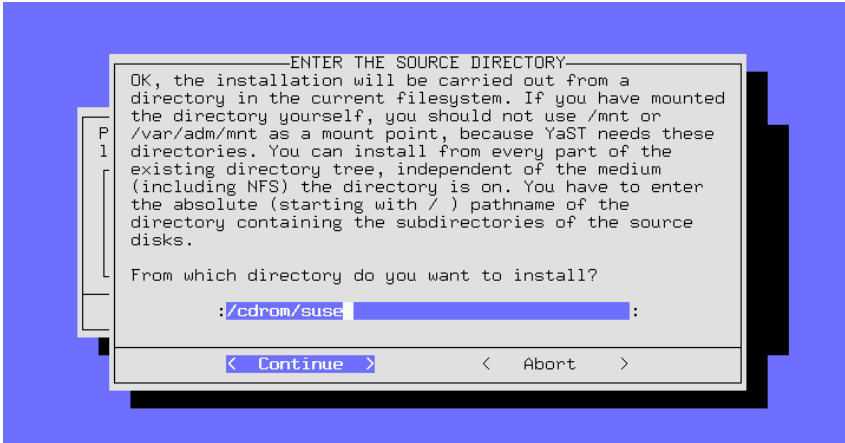 ENTER THE SOURCE DIRECTORY
OK, the installation will be carried out from a
directory in the current filesystem. If you have mounted
the directory yourself, you should not use /mnt or
/var/adm/mnt as a mount point, because YaST needs these
directories. You can install from every part of the
existing directory tree, independent of the medium
(including NFS) the directory is on. You have to enter
the absolute (starting with / ) pathname of the
directory containing the subdirectories of the source
disks.
From which directory do you want to install?
:/cdrom/suse :
< Continue > < Abort >
P
l